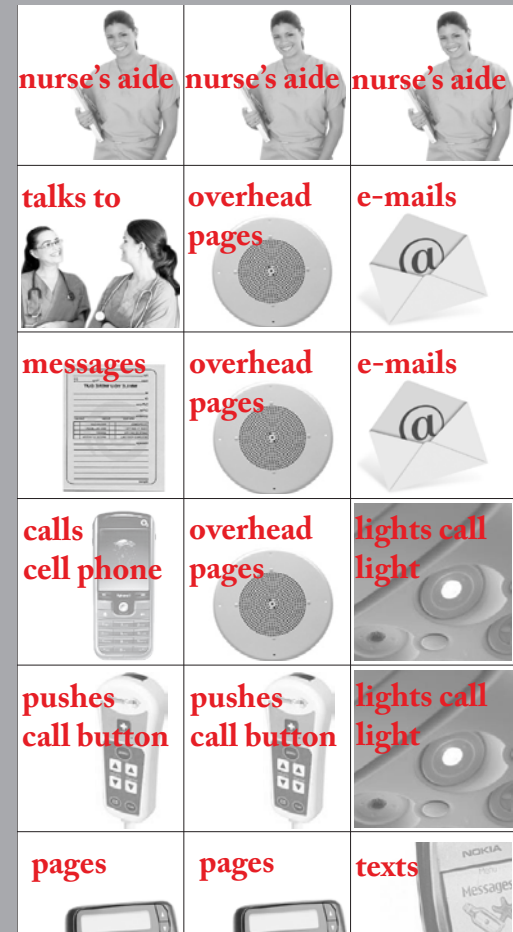 nurse's aide nurse's aide nurse's aide
talks to
overhead
pages
e-mails
messages
overhead
pages
e-mails
calls
cell phone
overhead
pages
lights call
light
pushes
call button
pushes
call button
lights call
light
pages
pages
texts
NOKIA
Menu
Messages